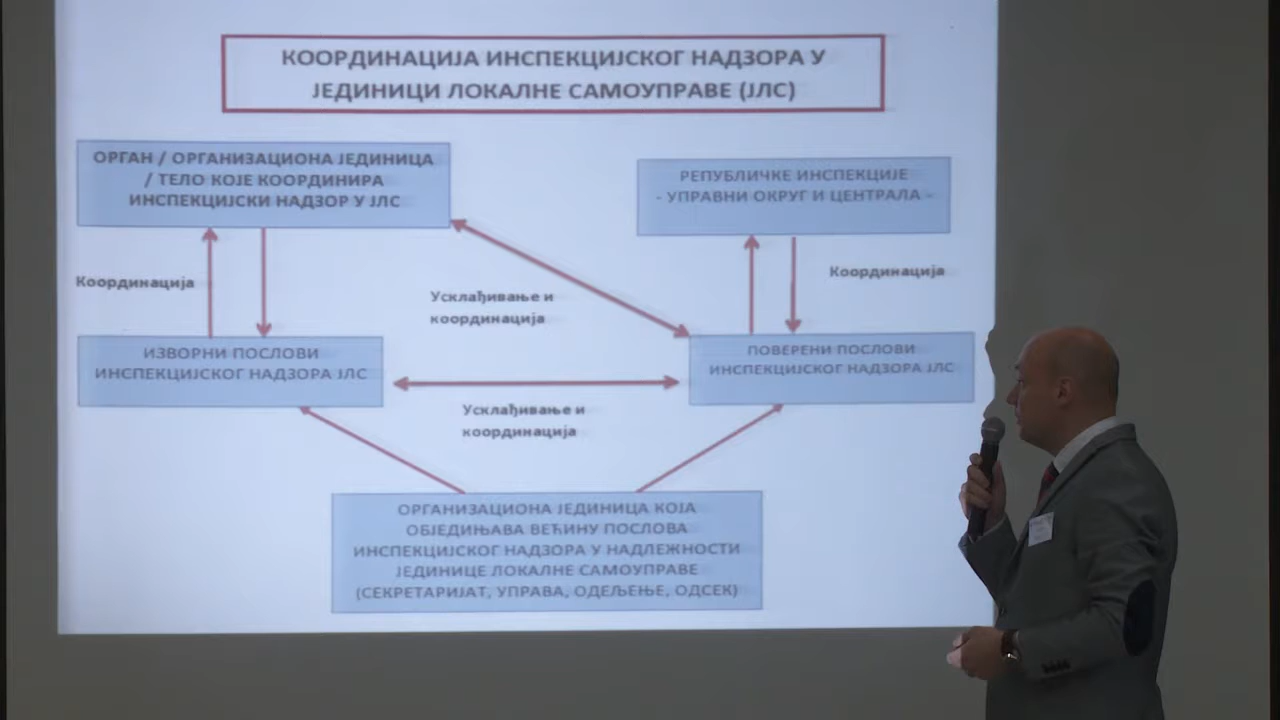 КООРДИНАЦИЈА ИНСПЕКЦИЈСКОГ НАДЗОРА У
ЈЕДИНИЦИ ЛОКАЛНЕ САМОУПРАВЕ (ЈЛС)
ОРГАН / ОРГАНИЗАЦИОНА ЈЕДИНИЦА
/ ТЕЛО КОЈЕ КООРДИНИРА
ИНСПЕКЦИЈСКИ НАДЗОР У ЈЛС
РЕПУБЛИЧКЕ ИНСПЕКЦИЈЕ
- УПРАВНИ ОКРУГ И ЦЕНТРАЛА -
Координација
Усклађивање и
координација
Координација
ИЗВОРНИ ПОСЛОВИ
ИНСПЕКЦИЈСКОГ НАДЗОРА ЈЛС
ПОВЕРЕНИ ПОСЛОВИ
ИНСПЕКЦИЈСКОГ НАДЗОРА ЈЛС
Усклађивање и
координација
ОРГАНИЗАЦИОНА ЈЕДИНИЦА КОЈА
ОБЈЕДИЊАВА ВЕЋИНУ ПОСЛОВА
ИНСПЕКЦИЈСКОГ НАДЗОРА У НАДЛЕЖНОСТИ
ЈЕДИНИЦЕ ЛОКАЛНЕ САМОУПРАВЕ
(СЕКРЕТАРИЈАТ, УПРАВА, ОДЕЉЕЊЕ, ОДСЕК)